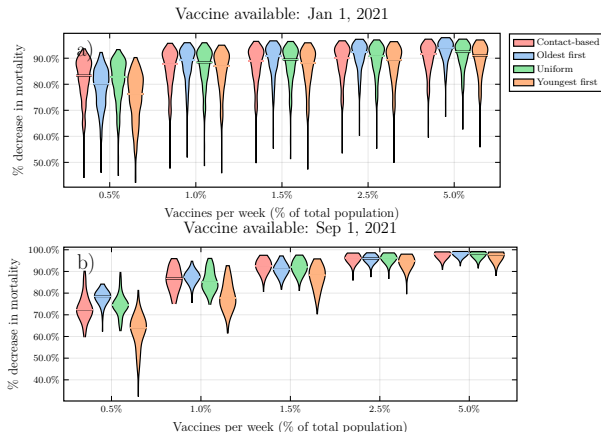 Vaccine available: Jan 1, 2021
a)
% decrease in mortality
90.0%
80.0%
70.0%
60.0%
50.0%
0.5%
1.0%
1.5%
2.5%
5.0%
Vaccines per week (% of total population)
Contact-based
Oldest first
Uniform
Youngest first
Vaccine available: Sep 1, 2021
b)
% decrease in mortality
100.0%
90.0%
80.0%
70.0%
60.0%
50.0%
40.0%
0.5%
1.0%
1.5%
2.5%
5.0%
Vaccines per week (% of total population)